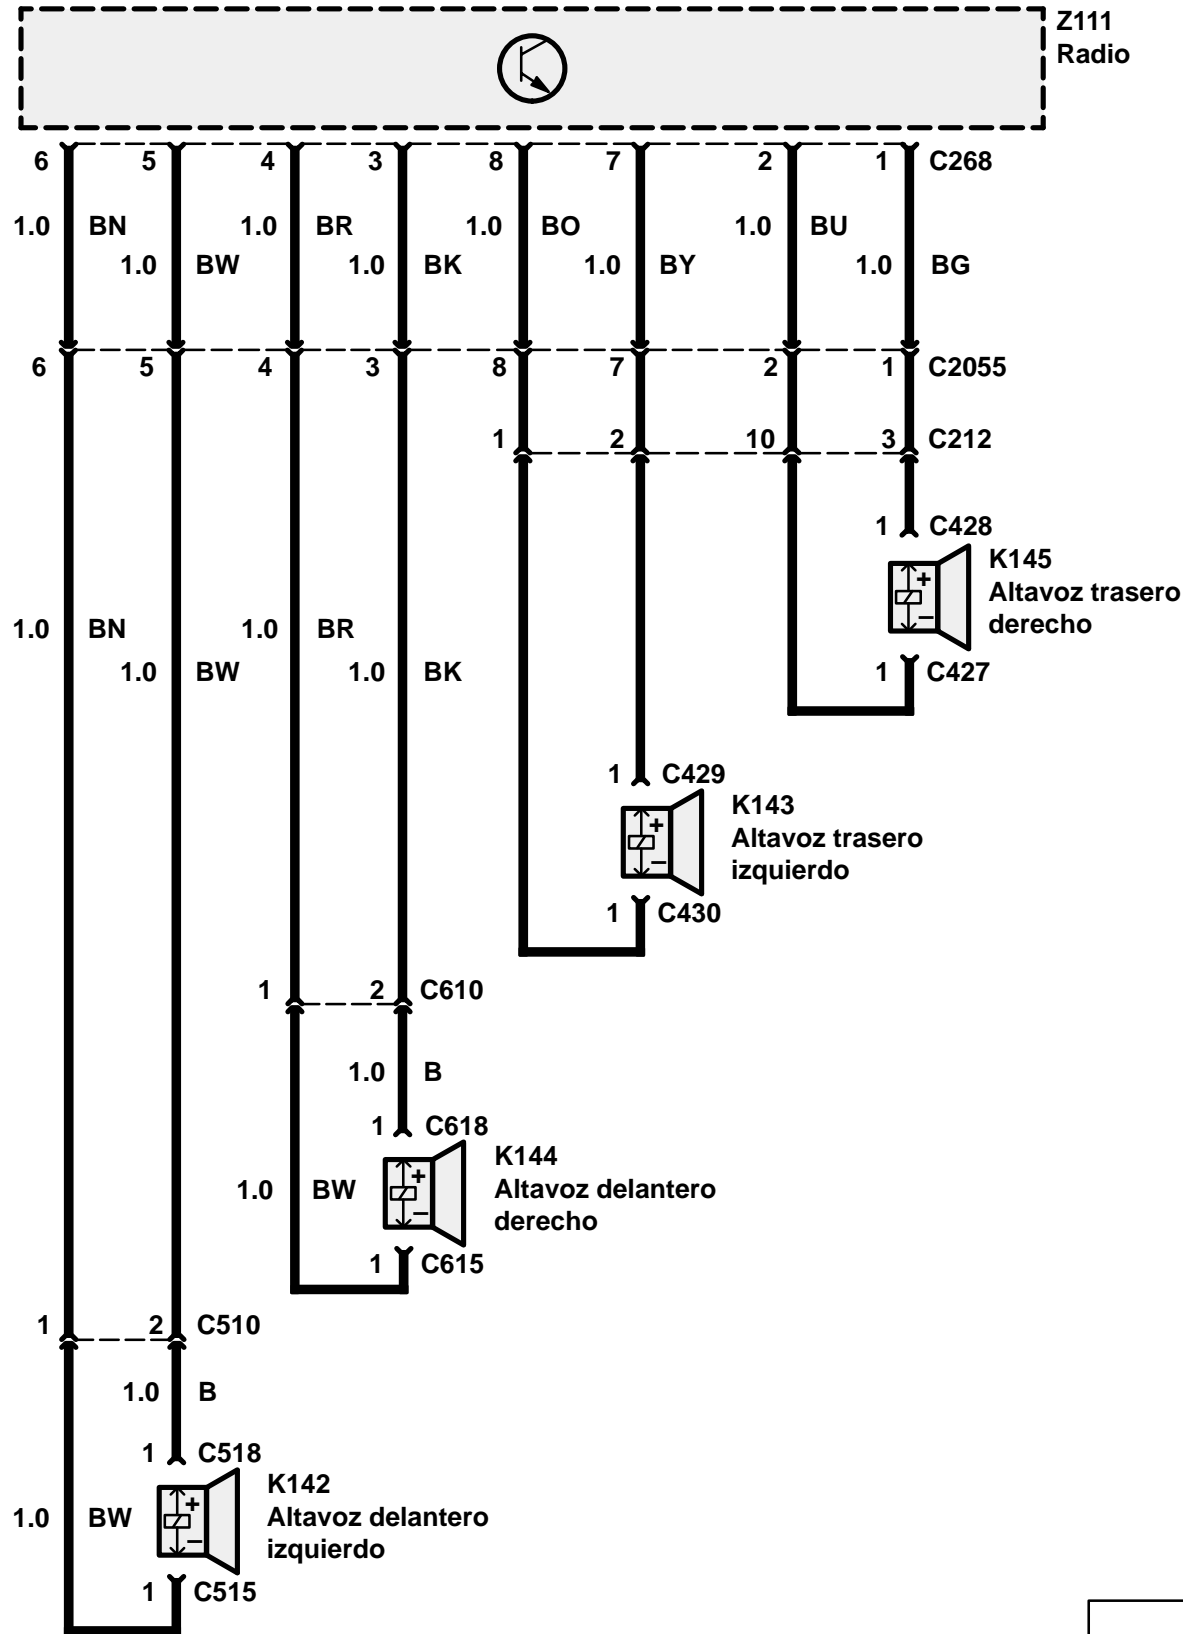 Z111
Radio
6 5 4 3 8 7 2 1 C268
1.0 BN 1.0 BR 1.0 BO 1.0 BU
1.0 BW 1.0 BK 1.0 BY 1.0 BG
6 5 4 3 8 7 2 1 C2055
1 2 10 3 C212
1 C428
K145
Altavoz trasero
derecho
+
−
1.0 BN 1.0 BR
1.0 BW 1.0 BK
1 C427
1 C429
K143
Altavoz trasero
izquierdo
+
−
1 C430
1 2 C610
1.0 B
1 C618
K144
Altavoz delantero
derecho
+
−
1.0 BW
1 C615
1 2 C510
1.0 B
1 C518
K142
Altavoz delantero
izquierdo
+
−
1.0 BW
1 C515